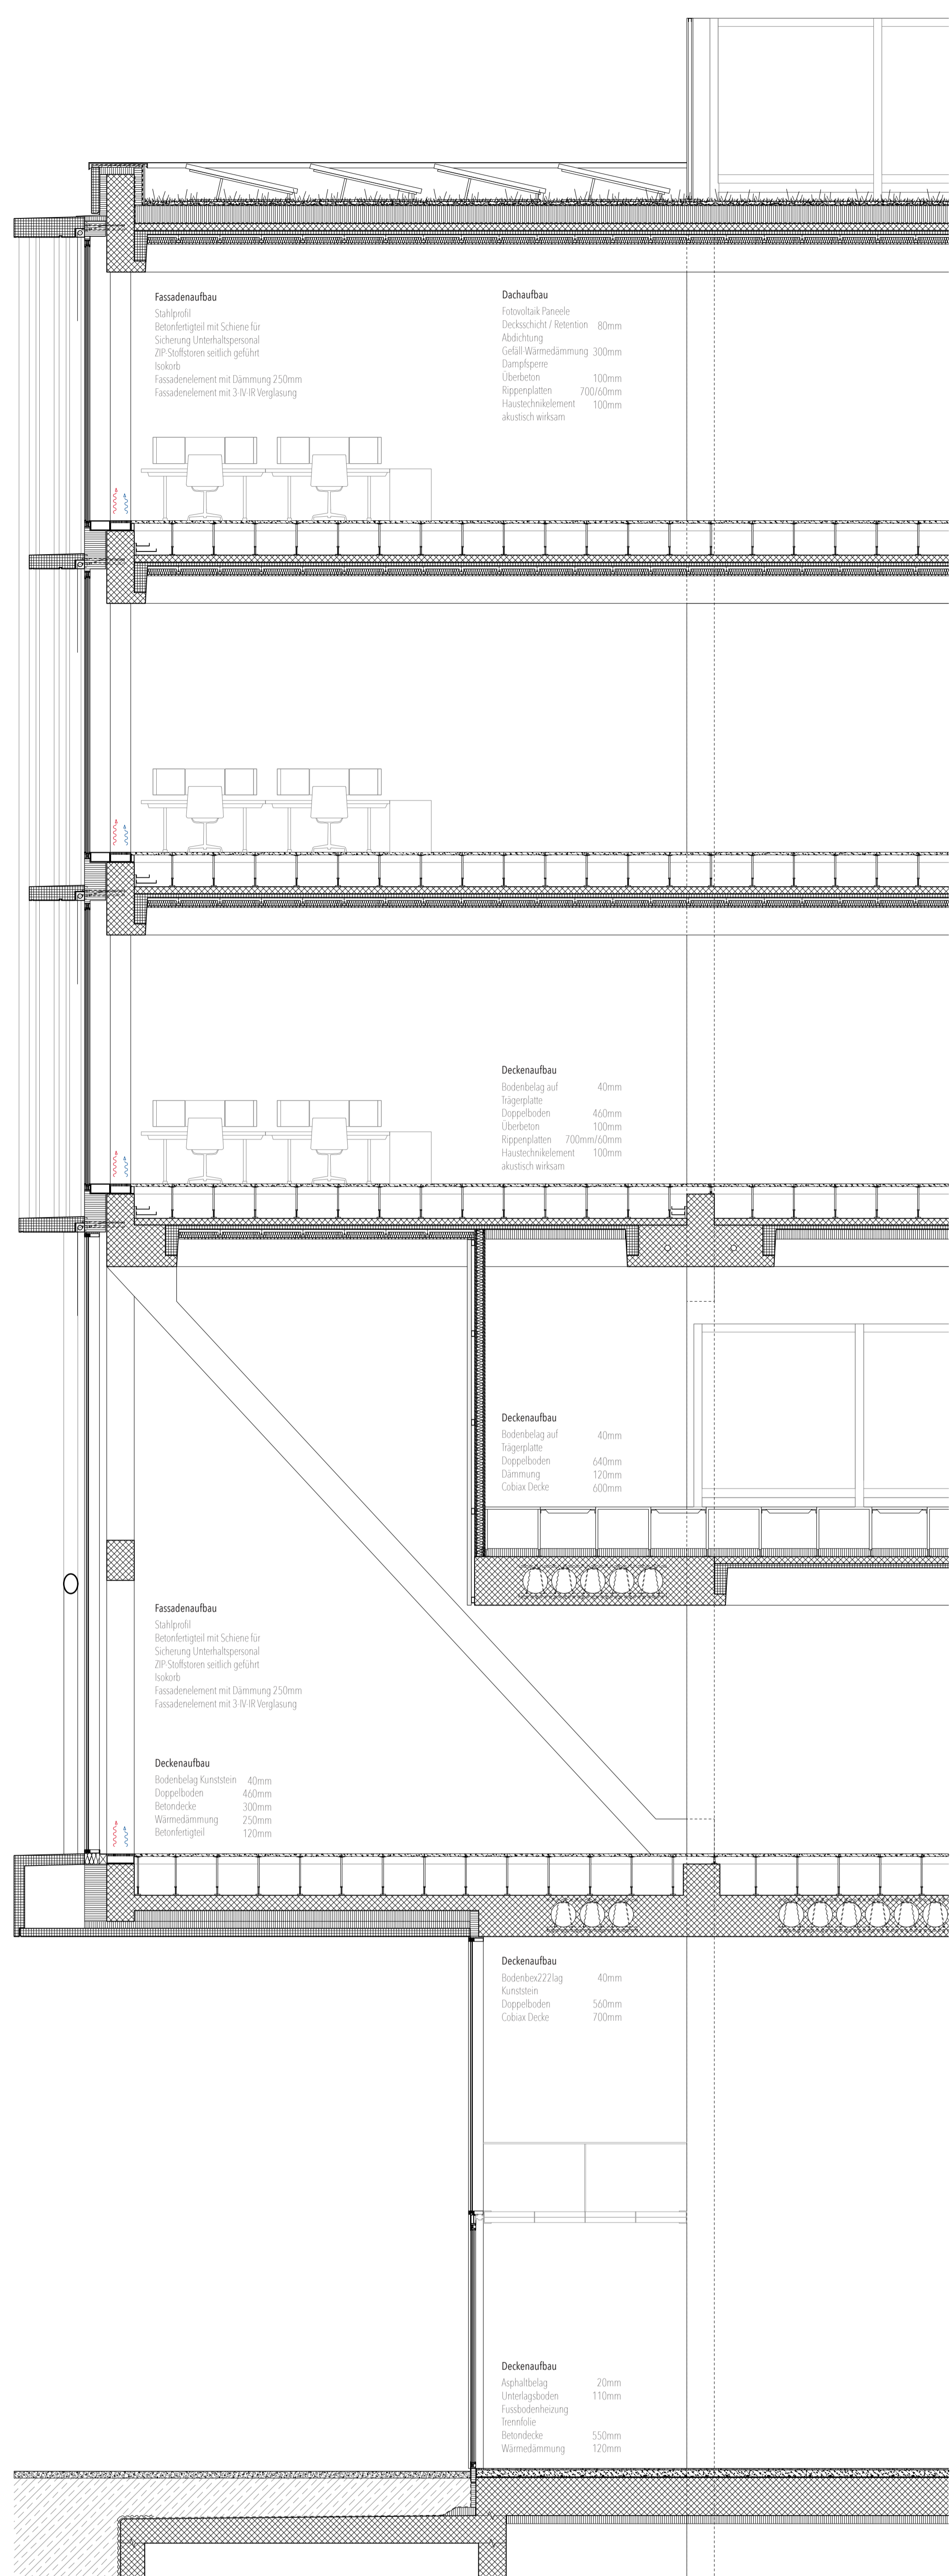 Fassadenaufbau
Stahlprofil
Betonfertigteil mit Schiene für
Sicherung Unterhaltspersonal
ZIP-Stoffstoren seitlich geführt
Isokorb
Fassadenelement mit Dämmung 250mm
Fassadenelement mit 3-IV-IR Verglasung
Dachaufbau
Fotovoltaik Paneele
Decksschicht / Retention 80mm
Abdichtung
Gefäll-Wärmedämmung 300mm
Dampfsperre
Überbeton 100mm
Rippenplatten 700/60mm
Haustechnikelement 100mm
akustisch wirksam
Deckenaufbau
Bodenbelag auf 40mm
Trägerplatte
Doppelboden 460mm
Überbeton 100mm
Rippenplatten 700mm/60mm
Haustechnikelement 100mm
akustisch wirksam
Deckenaufbau
Bodenbelag auf 40mm
Trägerplatte
Doppelboden 640mm
Dämmung 120mm
Cobiax Decke 600mm
Fassadenaufbau
Stahlprofil
Betonfertigteil mit Schiene für
Sicherung Unterhaltspersonal
ZIP-Stoffstoren seitlich geführt
Isokorb
Fassadenelement mit Dämmung 250mm
Fassadenelement mit 3-IV-IR Verglasung
Deckenaufbau
Bodenbelag Kunststein 40mm
Doppelboden 460mm
Betondecke 300mm
Wärmedämmung 250mm
Betonfertigteil 120mm
Deckenaufbau
Bodenbex222lag 40mm
Kunststein
Doppelboden 560mm
Cobiax Decke 700mm
Deckenaufbau
Asphaltbelag 20mm
Unterlagsboden 110mm
Fussbodenheizung
Trennfolie
Betondecke 550mm
Wärmedämmung 120mm